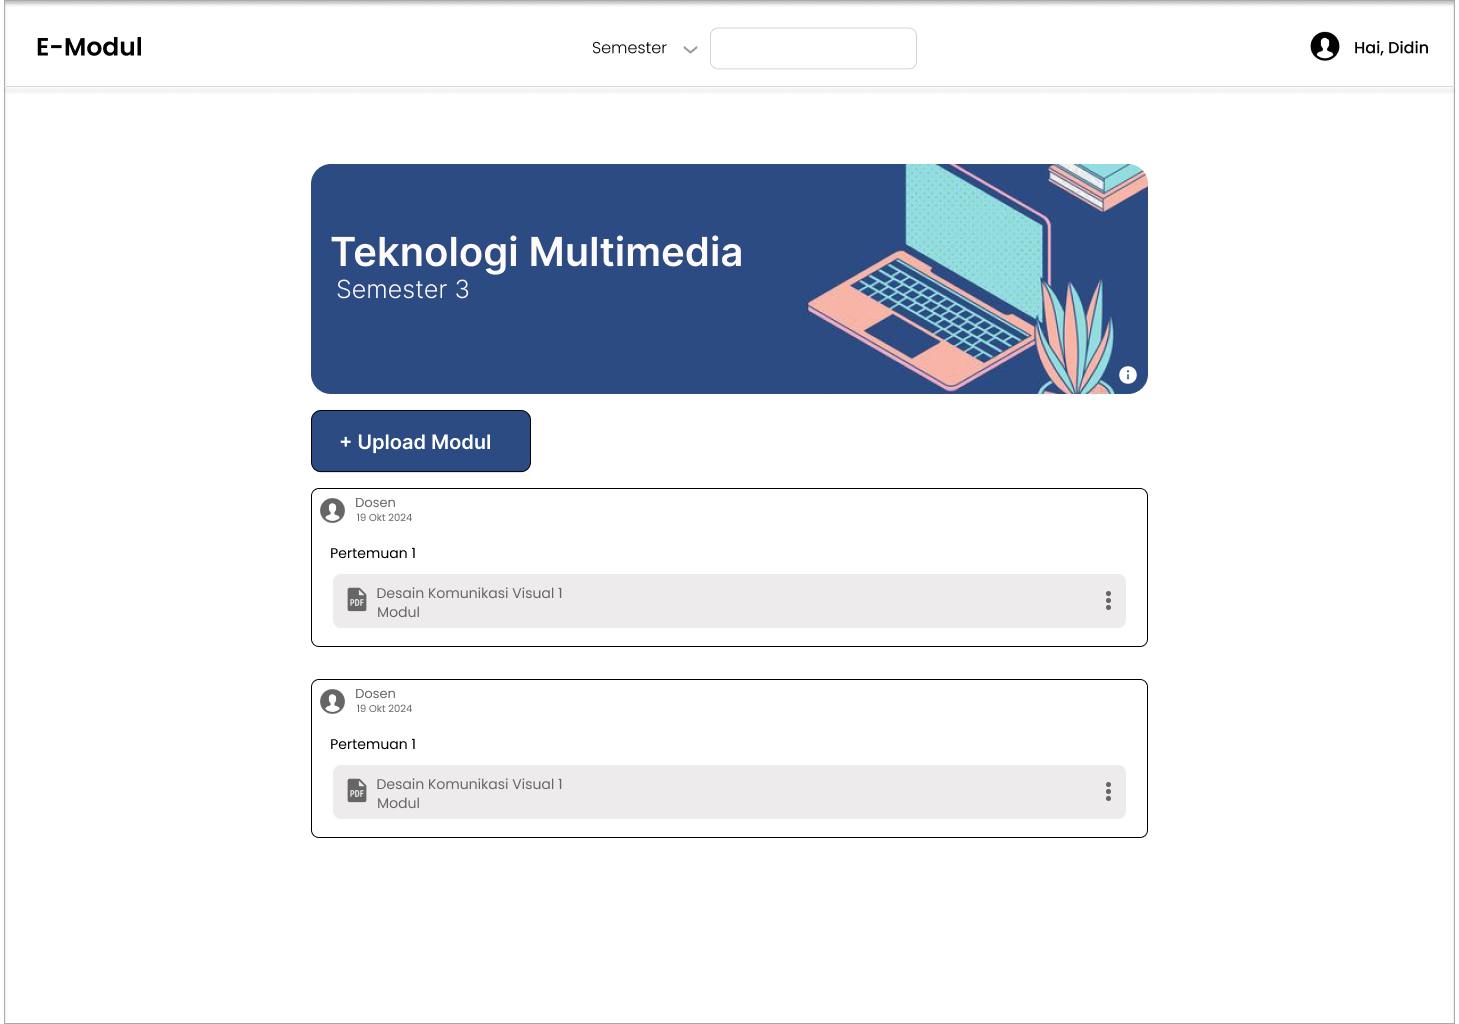 E-Modul
Semester
Hai, Didin
Teknologi Multimedia
Semester 3
+ Upload Modul
Dosen
19 Okt 2024
Pertemuan 1
PDF
Desain Komunikasi Visual 1
Modul
Dosen
19 Okt 2024
Pertemuan 1
PDF
Desain Komunikasi Visual 1
Modul